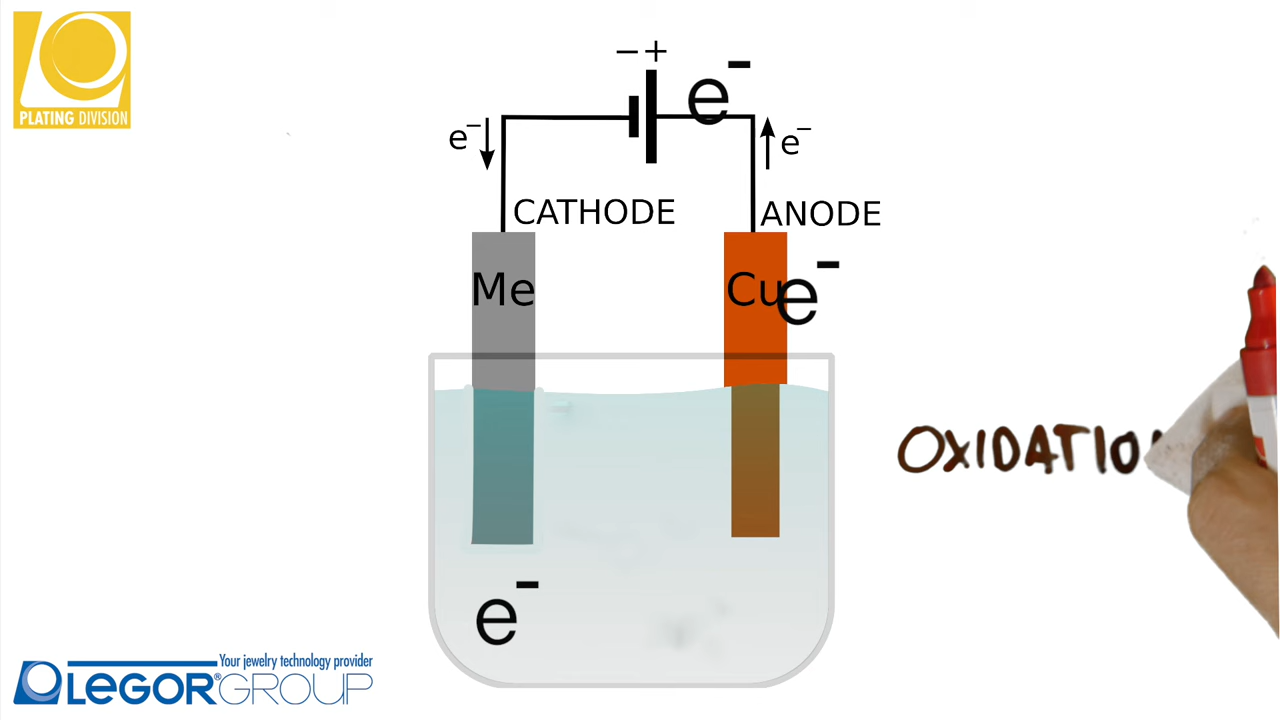 PLATING DIVISION
− +
e⁻
e⁻
e⁻
CATHODE
ANODE
Me
Cu
e⁻
OXIDATIO
e⁻
Your jewelry technology provider
LEGOR® GROUP